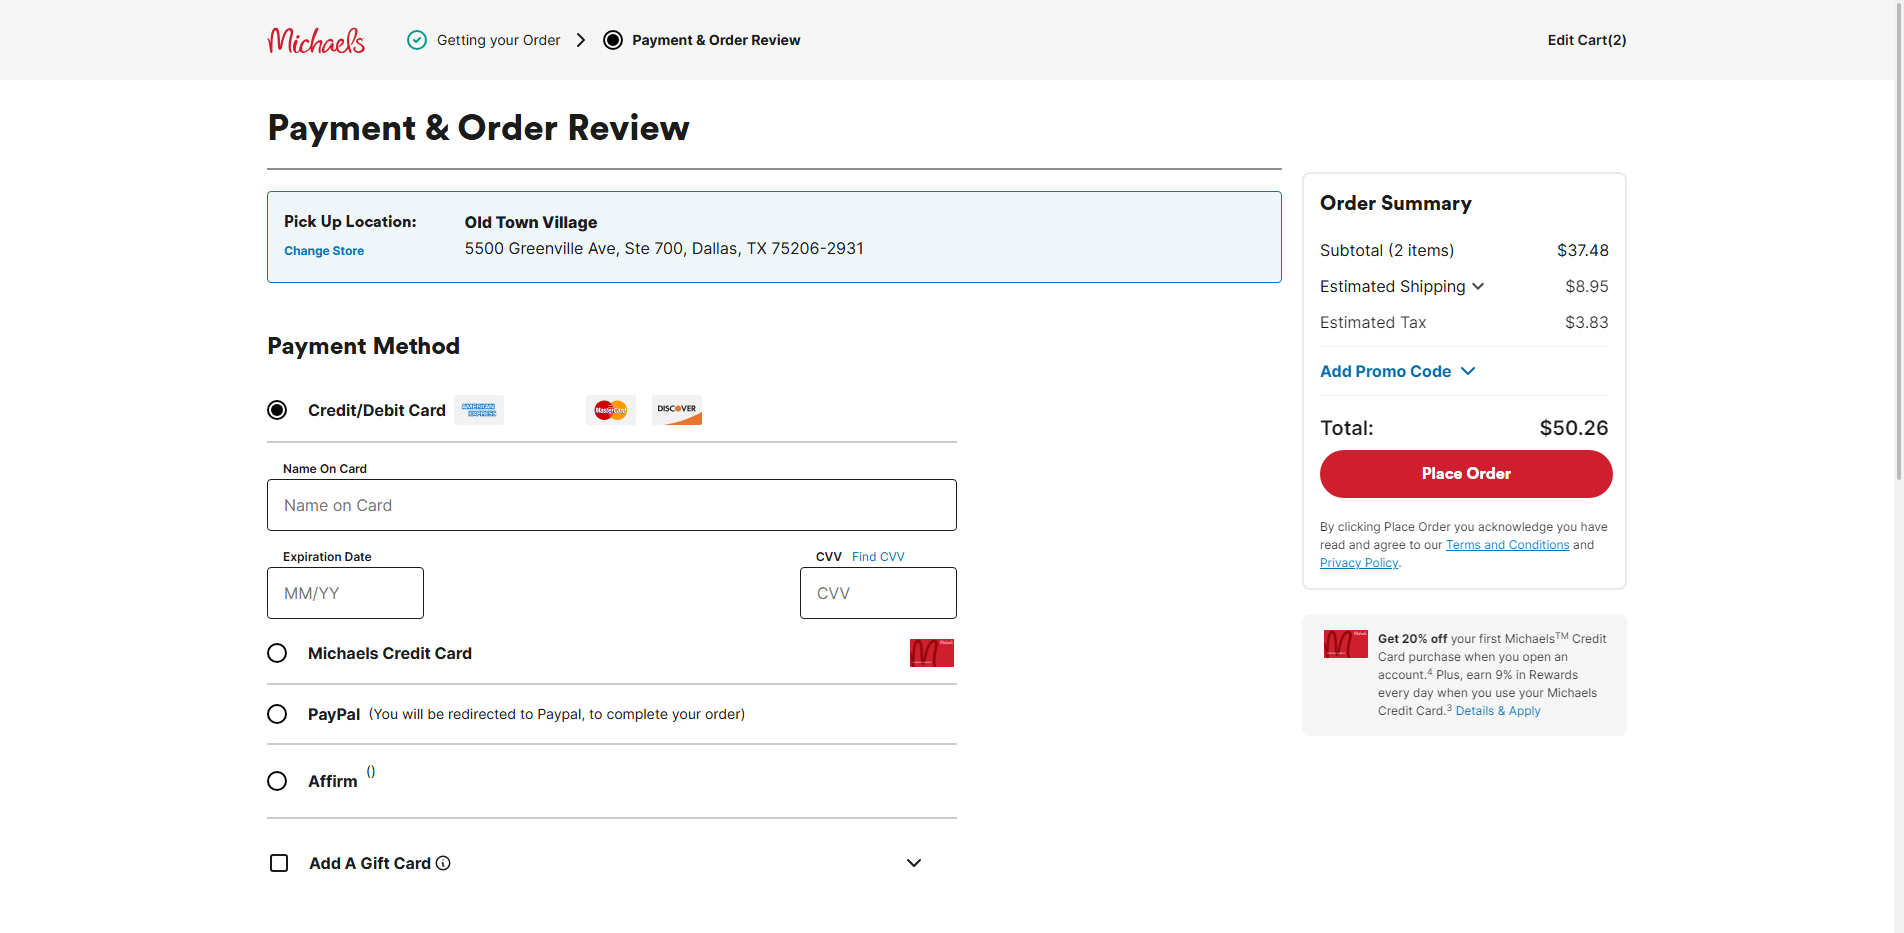 Michaels
Getting your Order
Payment & Order Review
Edit Cart(2)
Payment & Order Review
Pick Up Location:
Change Store
Old Town Village
5500 Greenville Ave, Ste 700, Dallas, TX 75206-2931
Payment Method
Credit/Debit Card
AMERICAN EXPRESS
MasterCard
DISCOVER
Name On Card
Name on Card
Expiration Date
MM/YY
CVV Find CVV
CVV
Michaels Credit Card
PayPal (You will be redirected to Paypal, to complete your order)
Affirm ()
Add A Gift Card
Order Summary
Subtotal (2 items) $37.48
Estimated Shipping $8.95
Estimated Tax $3.83
Add Promo Code
Total: $50.26
Place Order
By clicking Place Order you acknowledge you have
read and agree to our Terms and Conditions and
Privacy Policy.
Get 20% off your first Michaels™ Credit
Card purchase when you open an
account.⁴ Plus, earn 9% in Rewards
every day when you use your Michaels
Credit Card.³ Details & Apply